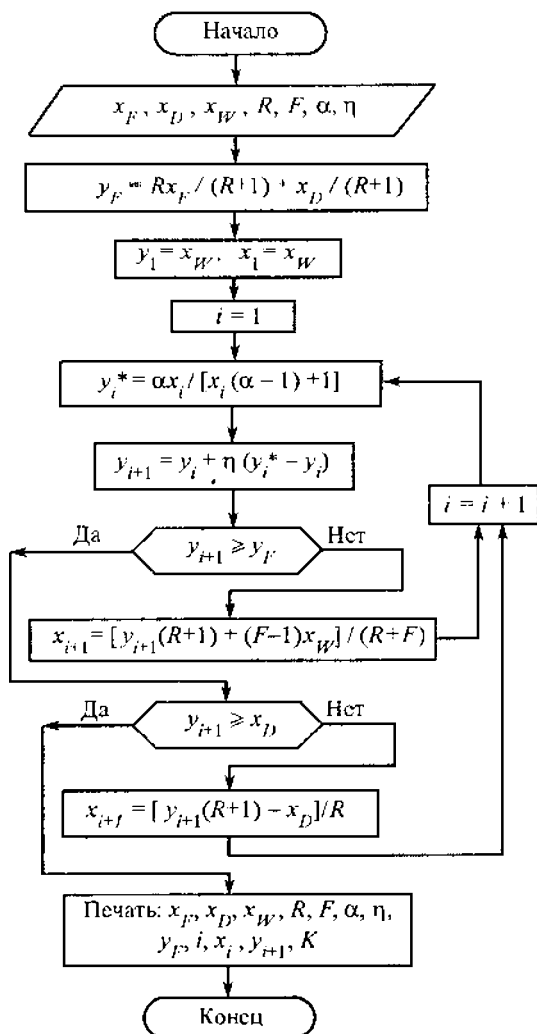 Начало
x_F, x_D, x_W, R, F, α, η
y_F = Rx_F / (R+1) + x_D / (R+1)
y_1 = x_W, x_1 = x_W
i = 1
y_i* = αx_i / [x_i (α − 1) + 1]
y_{i+1} = y_i + η (y_i* − y_i)
i = i + 1
Да
y_{i+1} ⩾ y_F
Нет
x_{i+1} = [y_{i+1}(R+1) + (F−1)x_W] / (R+F)
Да
y_{i+1} ⩾ x_D
Нет
x_{i+1} = [y_{i+1}(R+1) − x_D]/R
Печать: x_F, x_D, x_W, R, F, α, η,
y_F, i, x_i, y_{i+1}, K
Конец